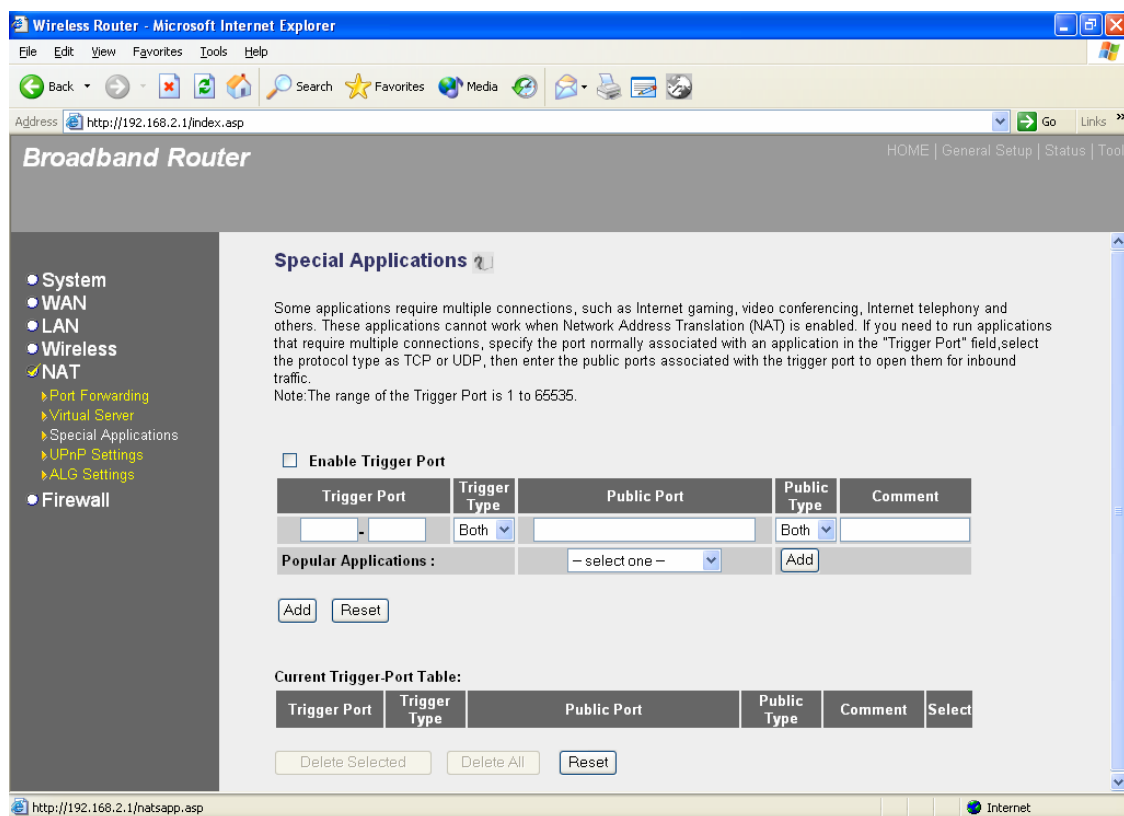 Wireless Router - Microsoft Internet Explorer
File Edit View Favorites Tools Help
Back Search Favorites Media
Address http://192.168.2.1/index.asp Go Links »
Broadband Router
HOME | General Setup | Status | Tool
System
WAN
LAN
Wireless
NAT
Port Forwarding
Virtual Server
Special Applications
UPnP Settings
ALG Settings
Firewall
Special Applications
Some applications require multiple connections, such as Internet gaming, video conferencing, Internet telephony and
others. These applications cannot work when Network Address Translation (NAT) is enabled. If you need to run applications
that require multiple connections, specify the port normally associated with an application in the "Trigger Port" field,select
the protocol type as TCP or UDP, then enter the public ports associated with the trigger port to open them for inbound
traffic.
Note:The range of the Trigger Port is 1 to 65535.
Enable Trigger Port
Trigger Port Trigger Type Public Port Public Type Comment
- Both Both
Popular Applications : – select one – Add
Add Reset
Current Trigger-Port Table:
Trigger Port Trigger Type Public Port Public Type Comment Select
Delete Selected Delete All Reset
http://192.168.2.1/natsapp.asp Internet